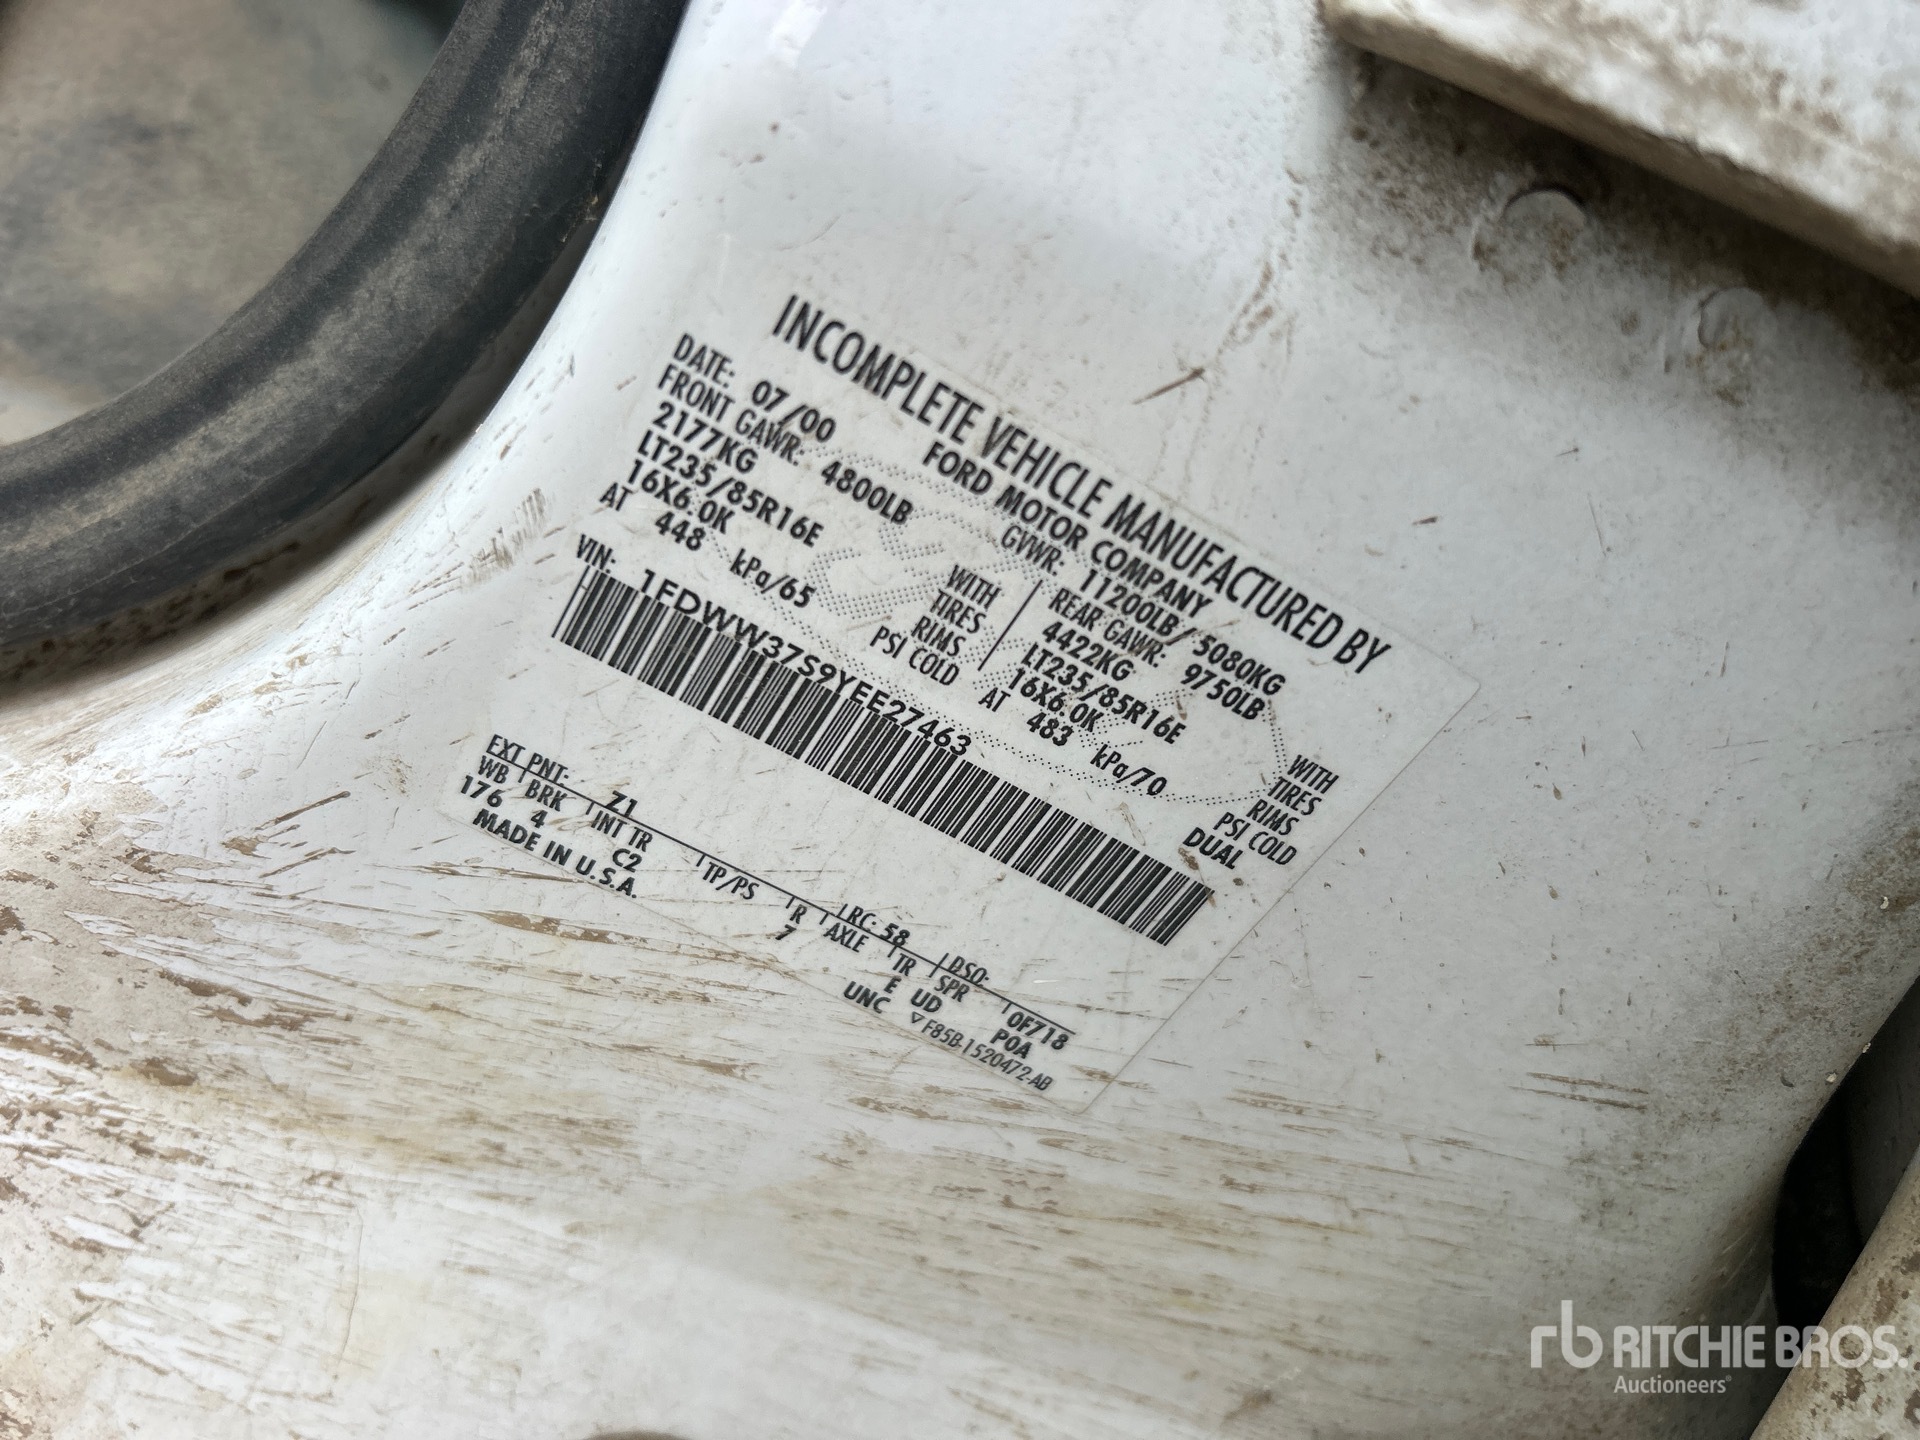 INCOMPLETE VEHICLE MANUFACTURED BY
FORD MOTOR COMPANY
DATE: 07/00 GVWR: 11200LB/ 5080KG
FRONT GAWR: 4800LB REAR GAWR: 9750LB
2177KG WITH 4422KG WITH
LT235/85R16E TIRES LT235/85R16E TIRES
16X6.0K RIMS 16X6.0K RIMS
AT 448 kPa/65 PSI COLD AT 483 kPa/70 PSI COLD
DUAL
VIN: 1FDWW37S9YEE27463
EXT PNT: Z1 RC: 58 DSO:
WB BRK INT TR TP/PS R AXLE TR SPR 0F718
176 4 C2 7 E UD P0A
MADE IN U.S.A. UNC ▽F85B-1520472-AB
rb RITCHIE BROS.
Auctioneers